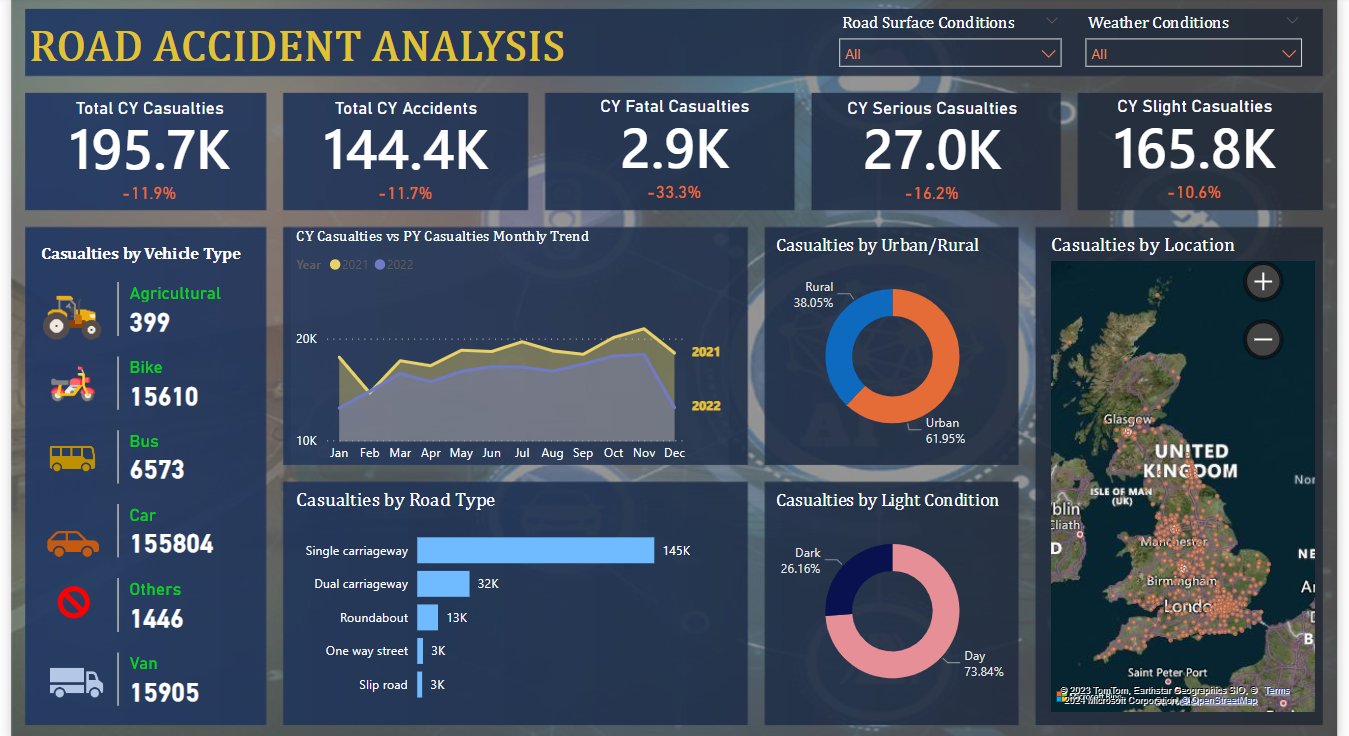 ROAD ACCIDENT ANALYSIS
Road Surface Conditions
All
Weather Conditions
All
Total CY Casualties
195.7K
-11.9%
Total CY Accidents
144.4K
-11.7%
CY Fatal Casualties
2.9K
-33.3%
CY Serious Casualties
27.0K
-16.2%
CY Slight Casualties
165.8K
-10.6%
Casualties by Vehicle Type
Agricultural
399
Bike
15610
Bus
6573
Car
155804
Others
1446
Van
15905
CY Casualties vs PY Casualties Monthly Trend
Year 2021 2022
20K
10K
2021
2022
Jan Feb Mar Apr May Jun Jul Aug Sep Oct Nov Dec
Casualties by Road Type
Single carriageway 145K
Dual carriageway 32K
Roundabout 13K
One way street 3K
Slip road 3K
Casualties by Urban/Rural
Rural
38.05%
Urban
61.95%
Casualties by Light Condition
Dark
26.16%
Day
73.84%
Casualties by Location
Glasgow
UNITED
KINGDOM
Nor
ISLE OF MAN
(UK)
blin
Cliath
D
Manchester
NE
Birmingham
Londo
B
Saint Peter Port
© 2023 TomTom, Earthstar Geographics SIO, © Terms
2024 Microsoft Corporation, © OpenStreetMap